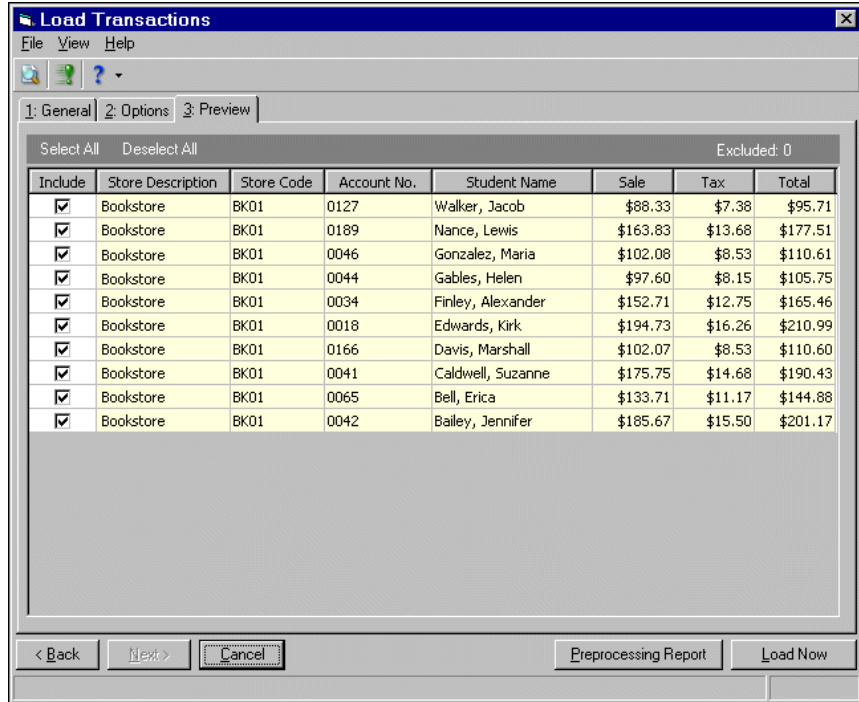 Load Transactions
File View Help
1: General 2: Options 3: Preview
Select All Deselect All Excluded: 0
Include Store Description Store Code Account No. Student Name Sale Tax Total
Bookstore BK01 0127 Walker, Jacob $88.33 $7.38 $95.71
Bookstore BK01 0189 Nance, Lewis $163.83 $13.68 $177.51
Bookstore BK01 0046 Gonzalez, Maria $102.08 $8.53 $110.61
Bookstore BK01 0044 Gables, Helen $97.60 $8.15 $105.75
Bookstore BK01 0034 Finley, Alexander $152.71 $12.75 $165.46
Bookstore BK01 0018 Edwards, Kirk $194.73 $16.26 $210.99
Bookstore BK01 0166 Davis, Marshall $102.07 $8.53 $110.60
Bookstore BK01 0041 Caldwell, Suzanne $175.75 $14.68 $190.43
Bookstore BK01 0065 Bell, Erica $133.71 $11.17 $144.88
Bookstore BK01 0042 Bailey, Jennifer $185.67 $15.50 $201.17
< Back Next > Cancel Preprocessing Report Load Now